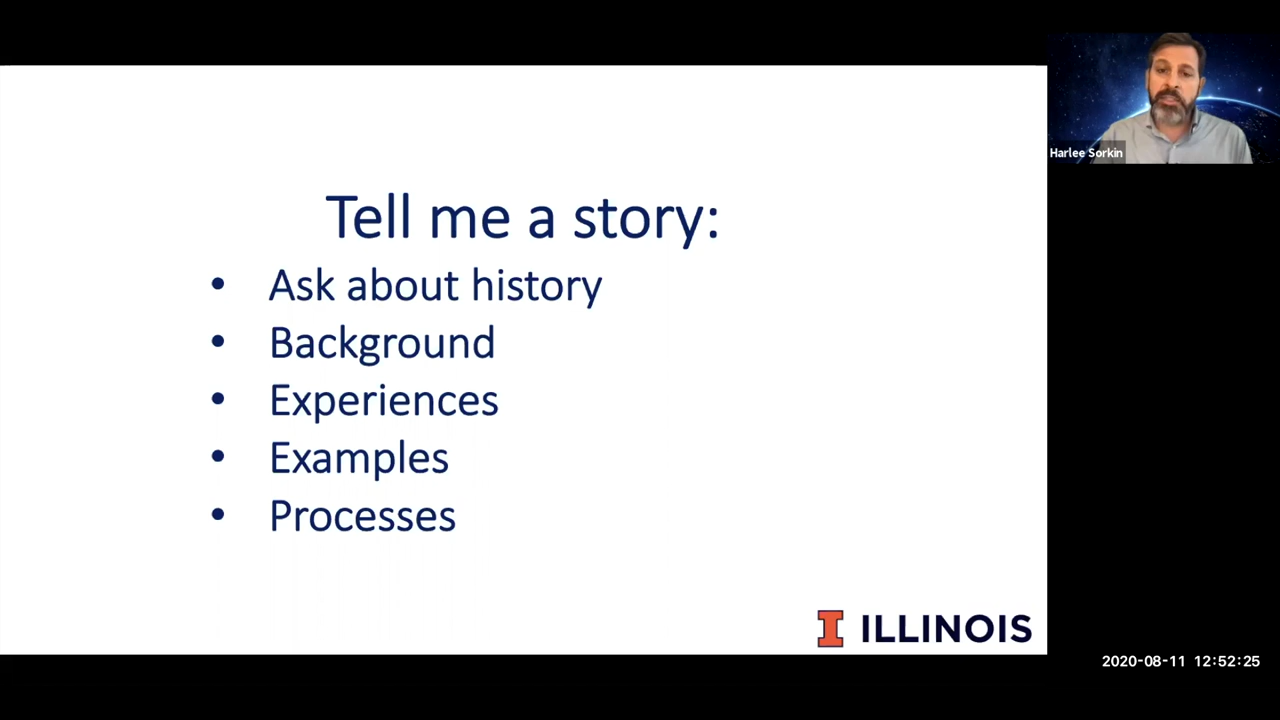 Tell me a story:
• Ask about history
• Background
• Experiences
• Examples
• Processes
I ILLINOIS
Harlee Sorkin
2020-08-11 12:52:25